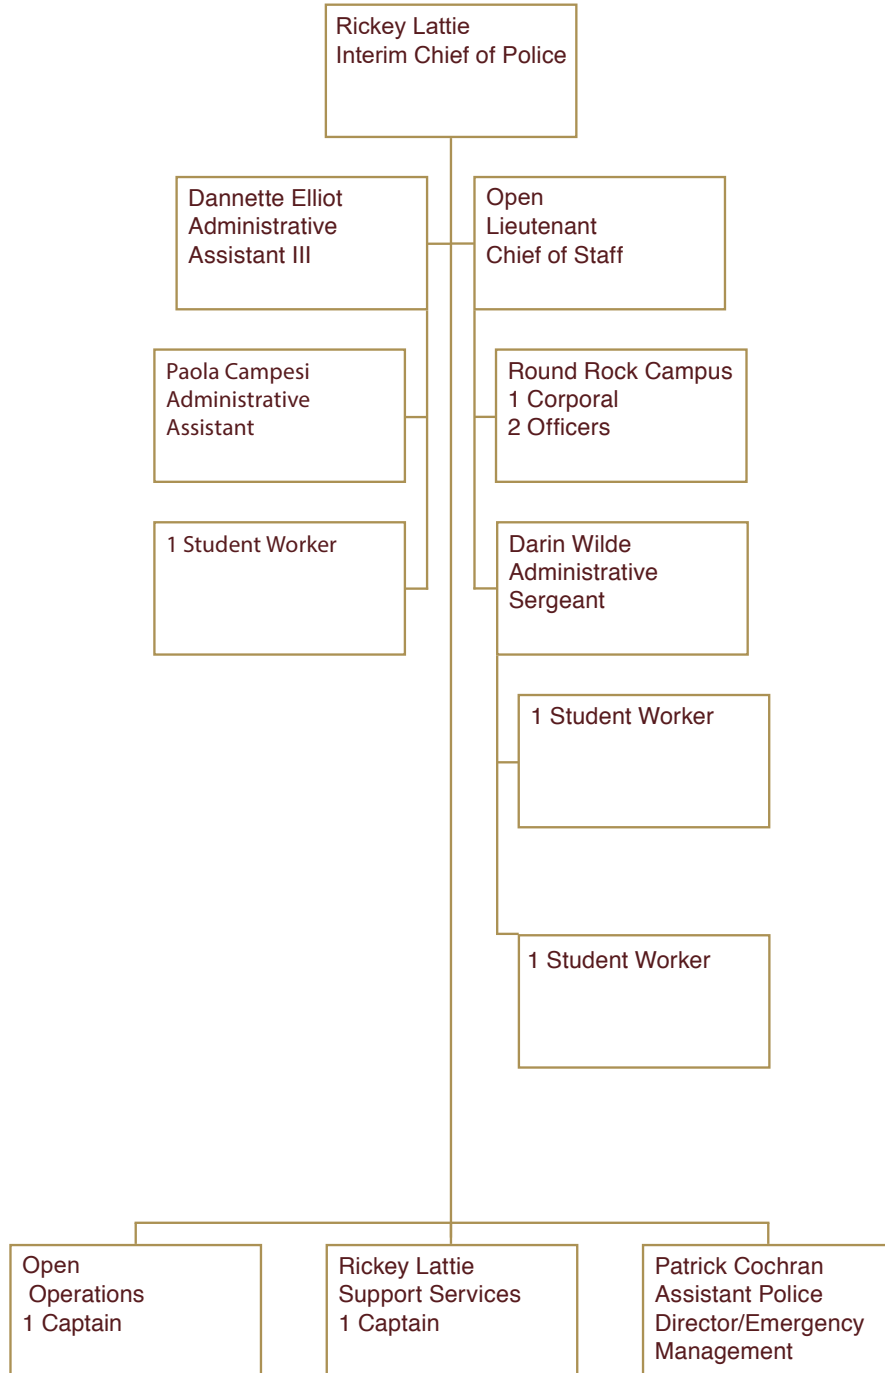 Rickey Lattie
Interim Chief of Police
Dannette Elliot
Administrative
Assistant III
Open
Lieutenant
Chief of Staff
Paola Campesi
Administrative
Assistant
Round Rock Campus
1 Corporal
2 Officers
1 Student Worker
Darin Wilde
Administrative
Sergeant
1 Student Worker
1 Student Worker
Open
Operations
1 Captain
Rickey Lattie
Support Services
1 Captain
Patrick Cochran
Assistant Police
Director/Emergency
Management